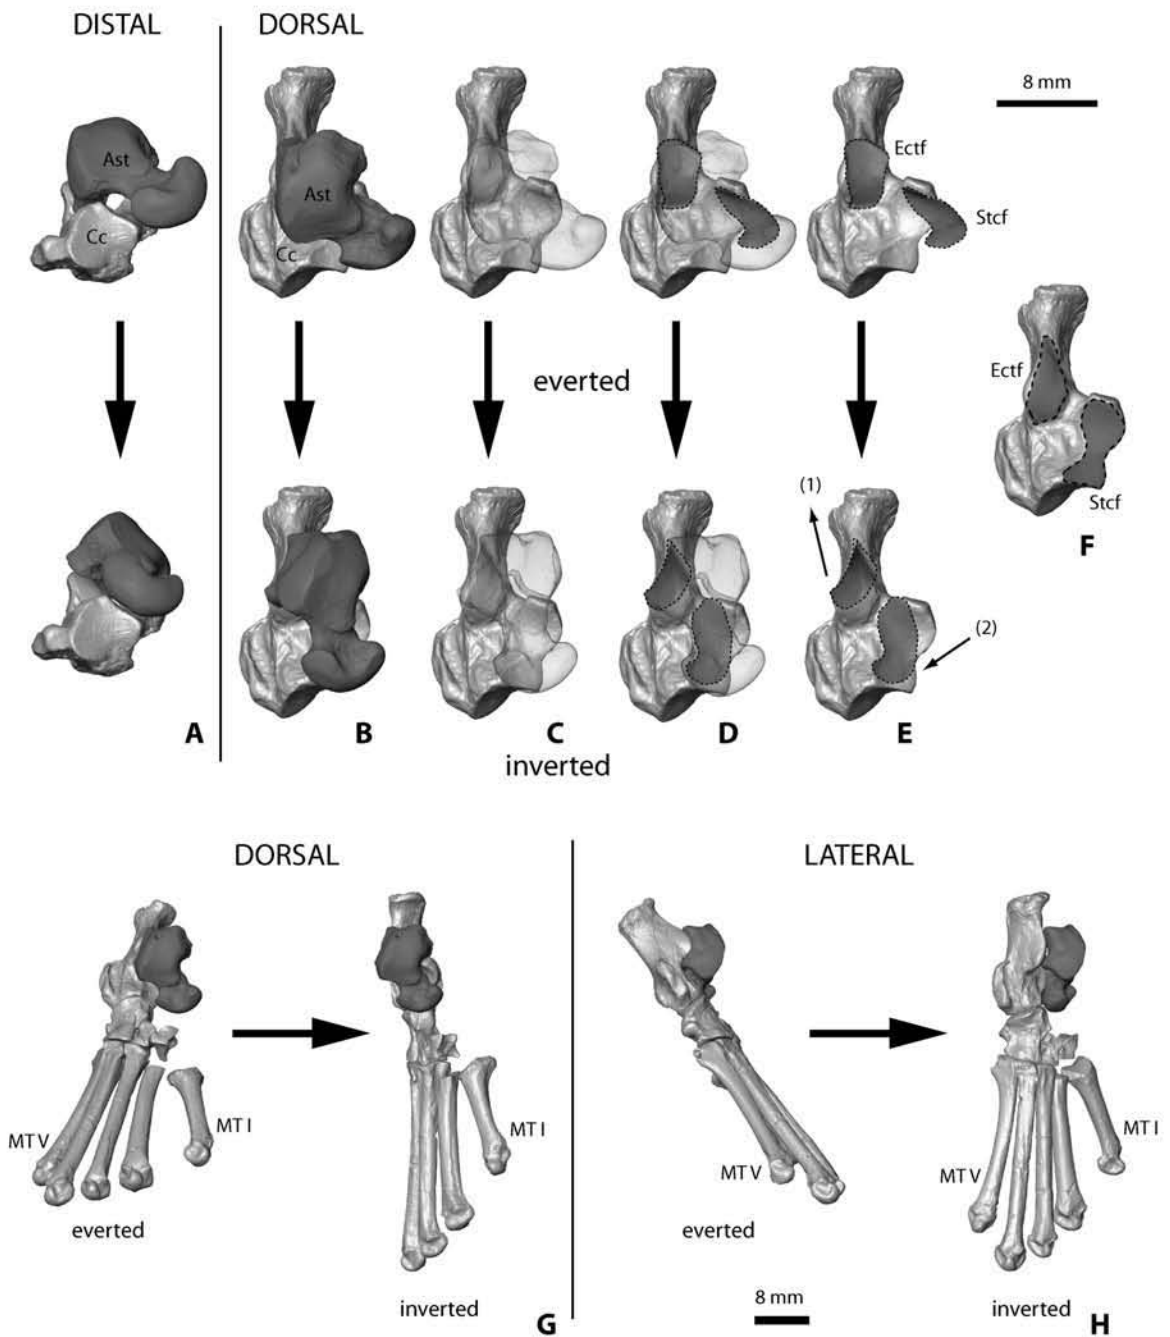 DISTAL
DORSAL
8 mm
Ast
Cc
Ast
Cc
Ectf
Stcf
everted
Ectf
Stcf
F
(1)
(2)
A
B
C
D
E
inverted
DORSAL
LATERAL
MT V
MT I
everted
MT I
inverted
G
MT V
everted
8 mm
MT V
MT I
inverted
H